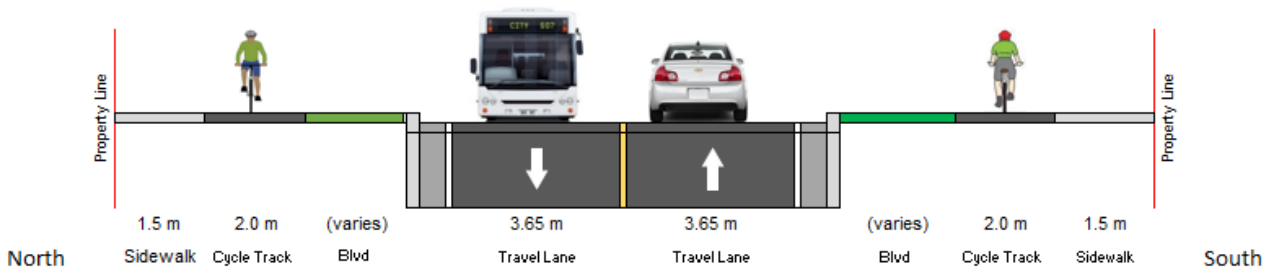 CITY 507
Property Line
Property Line
1.5 m 2.0 m (varies) 3.65 m 3.65 m (varies) 2.0 m 1.5 m
North Sidewalk Cycle Track Blvd Travel Lane Travel Lane Blvd Cycle Track Sidewalk South